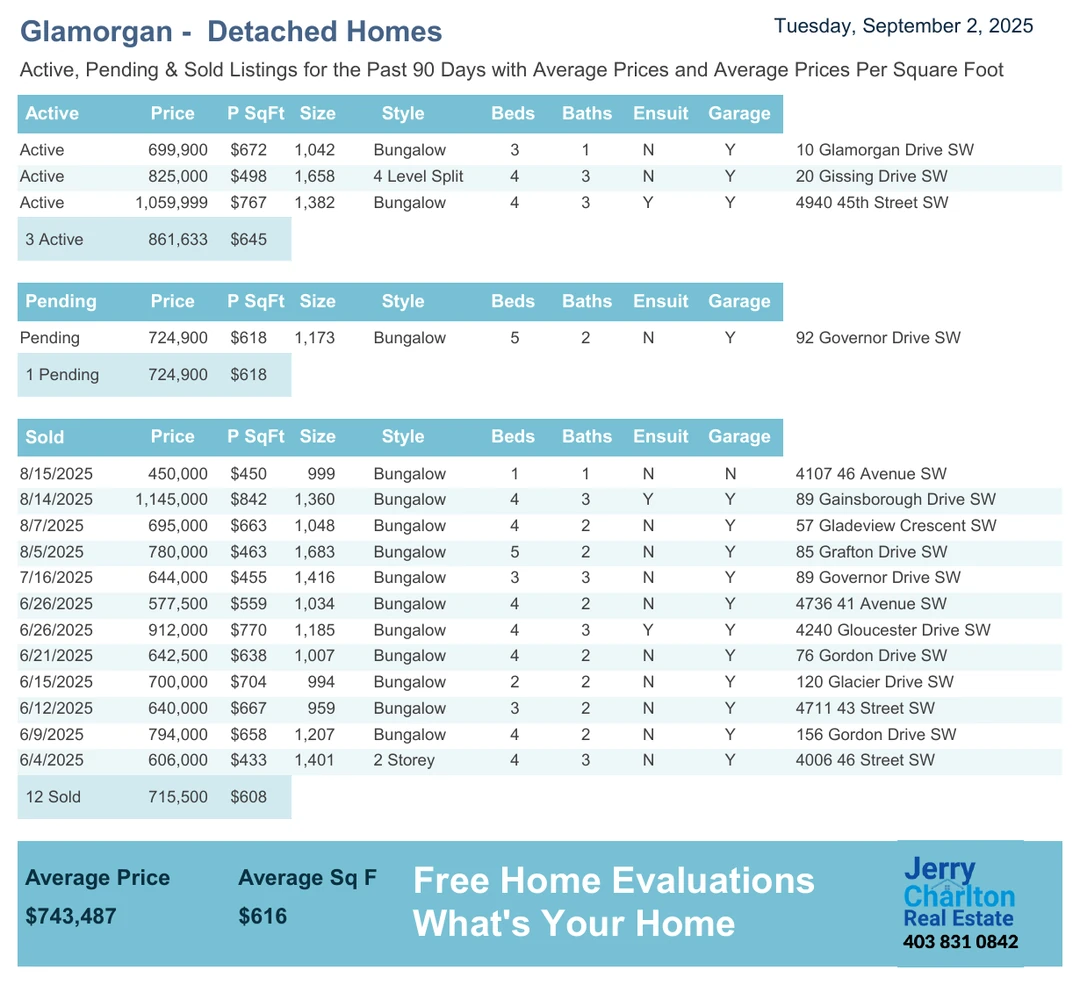 Glamorgan - Detached Homes
Tuesday, September 2, 2025
Active, Pending & Sold Listings for the Past 90 Days with Average Prices and Average Prices Per Square Foot
Active Price P SqFt Size Style Beds Baths Ensuit Garage
Active 699,900 $672 1,042 Bungalow 3 1 N Y 10 Glamorgan Drive SW
Active 825,000 $498 1,658 4 Level Split 4 3 N Y 20 Gissing Drive SW
Active 1,059,999 $767 1,382 Bungalow 4 3 Y Y 4940 45th Street SW
3 Active 861,633 $645
Pending Price P SqFt Size Style Beds Baths Ensuit Garage
Pending 724,900 $618 1,173 Bungalow 5 2 N Y 92 Governor Drive SW
1 Pending 724,900 $618
Sold Price P SqFt Size Style Beds Baths Ensuit Garage
8/15/2025 450,000 $450 999 Bungalow 1 1 N N 4107 46 Avenue SW
8/14/2025 1,145,000 $842 1,360 Bungalow 4 3 Y Y 89 Gainsborough Drive SW
8/7/2025 695,000 $663 1,048 Bungalow 4 2 N Y 57 Gladeview Crescent SW
8/5/2025 780,000 $463 1,683 Bungalow 5 2 N Y 85 Grafton Drive SW
7/16/2025 644,000 $455 1,416 Bungalow 3 3 N Y 89 Governor Drive SW
6/26/2025 577,500 $559 1,034 Bungalow 4 2 N Y 4736 41 Avenue SW
6/26/2025 912,000 $770 1,185 Bungalow 4 3 Y Y 4240 Gloucester Drive SW
6/21/2025 642,500 $638 1,007 Bungalow 4 2 N Y 76 Gordon Drive SW
6/15/2025 700,000 $704 994 Bungalow 2 2 N Y 120 Glacier Drive SW
6/12/2025 640,000 $667 959 Bungalow 3 2 N Y 4711 43 Street SW
6/9/2025 794,000 $658 1,207 Bungalow 4 2 N Y 156 Gordon Drive SW
6/4/2025 606,000 $433 1,401 2 Storey 4 3 N Y 4006 46 Street SW
12 Sold 715,500 $608
Average Price Average Sq F
$743,487 $616
Free Home Evaluations
What's Your Home
Jerry
Charlton
Real Estate
403 831 0842